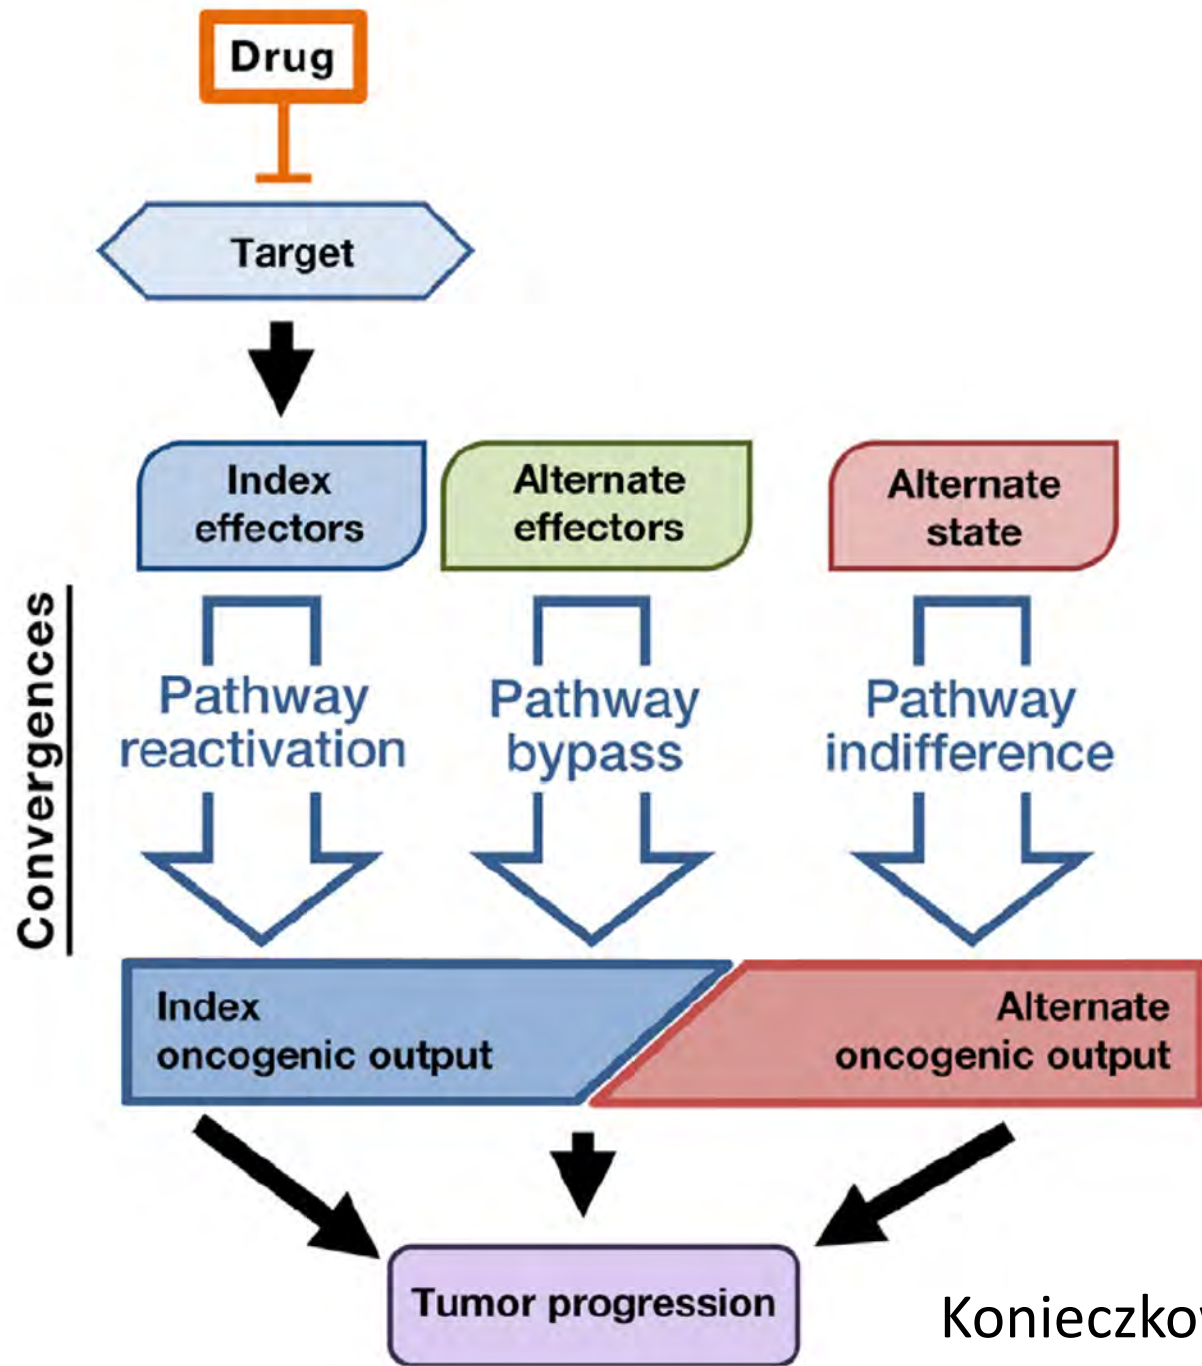 Drug
Target
Index
effectors
Alternate
effectors
Alternate
state
Convergences
Pathway
reactivation
Pathway
bypass
Pathway
indifference
Index
oncogenic output
Alternate
oncogenic output
Tumor progression